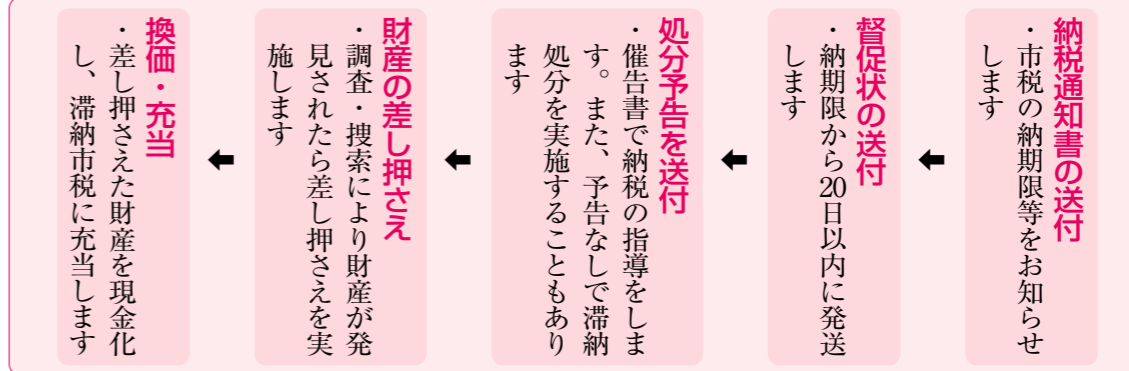 納税通知書の送付
・市税の納期限等をお知らせ
します
督促状の送付
・納期限から20日以内に発送
します
処分予告を送付
・催告書で納税の指導をしま
す。また、予告なしで滞納
処分を実施することもあり
ます
財産の差し押さえ
・調査・捜索により財産が発
見されたら差し押さえを実
施します
換価・充当
・差し押さえた財産を現金化
し、滞納市税に充当します